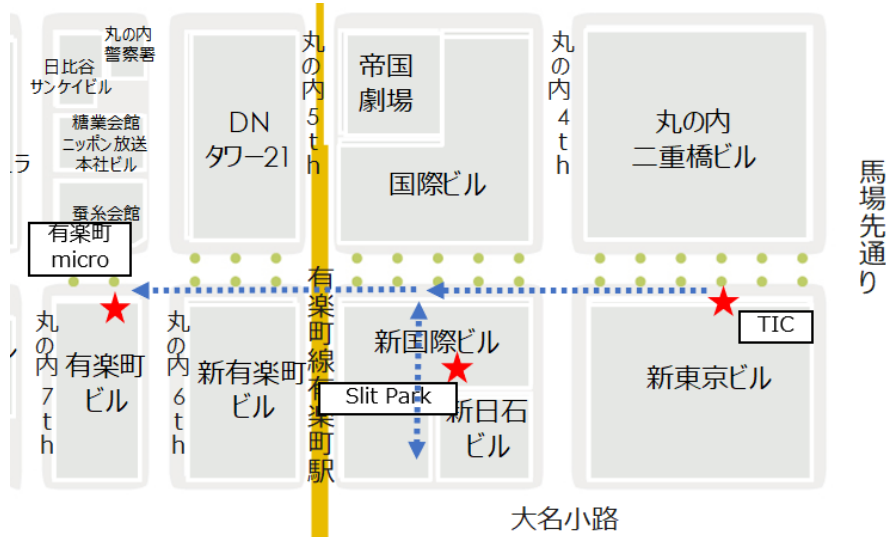 丸の内
警察署
日比谷
サンケイビル
糖業会館
ニッポン放送
本社ビル
ラ
蚕糸会館
有楽町
micro
DN
タワー21
丸の内5th
帝国
劇場
国際ビル
丸の内4th
丸の内
二重橋ビル
馬場先通り
丸の内7th
有楽町
ビル
丸の内6th
新有楽町
ビル
有楽町線有楽町駅
新国際ビル
Slit Park
新日石
ビル
TIC
新東京ビル
大名小路